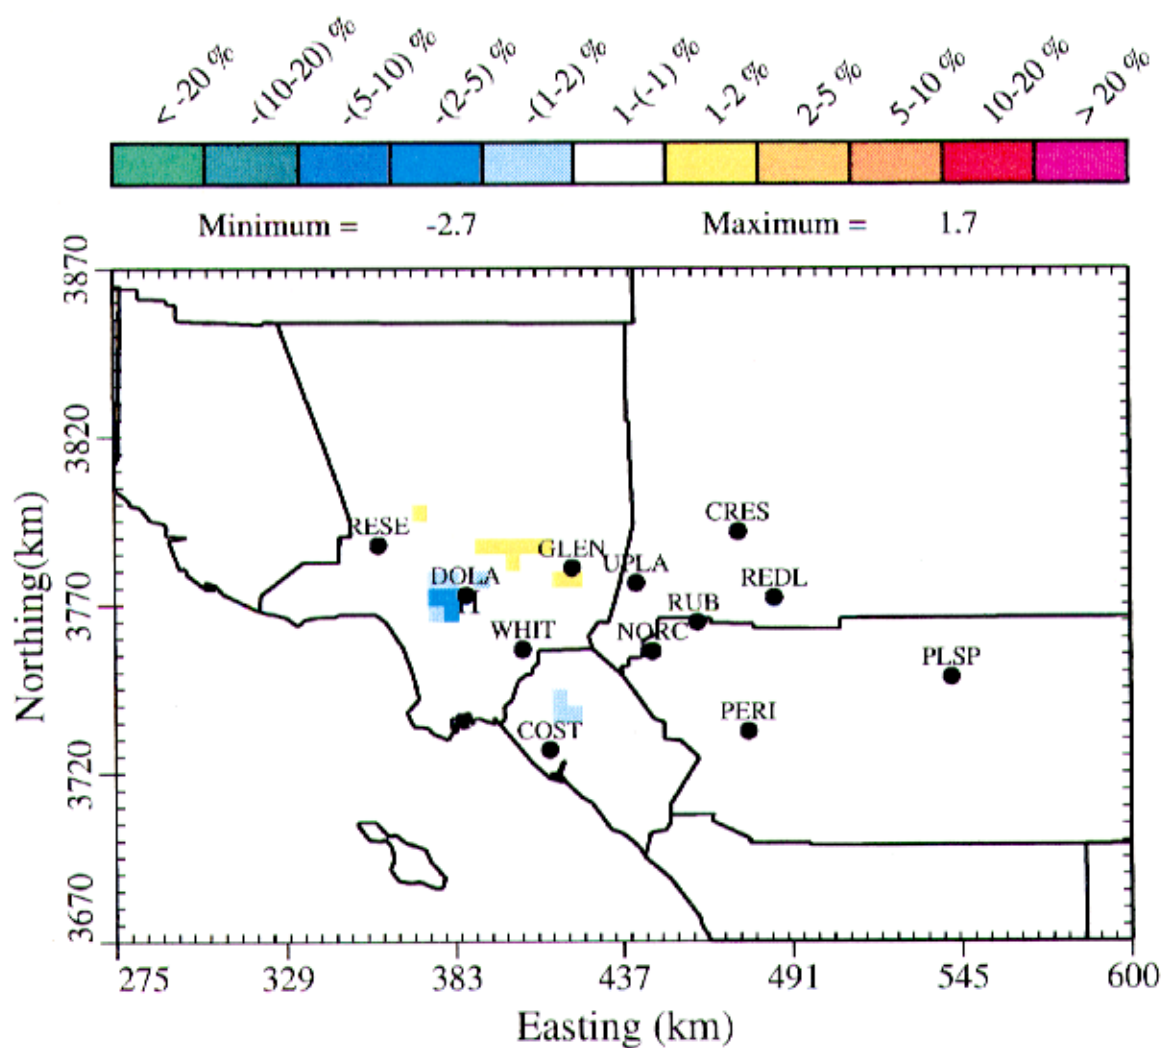 < -20 %
-(10-20) %
-(5-10) %
-(2-5) %
-(1-2) %
1-(-1) %
1-2 %
2-5 %
5-10 %
10-20 %
> 20 %
Minimum = -2.7 Maximum = 1.7
3870
3820
3770
3720
3670
Northing(km)
CRES
RESE
GLEN
UPLA
DOLA
REDL
RUB
WHIT
NORC
PLSP
PERI
COST
275 329 383 437 491 545 600
Easting (km)